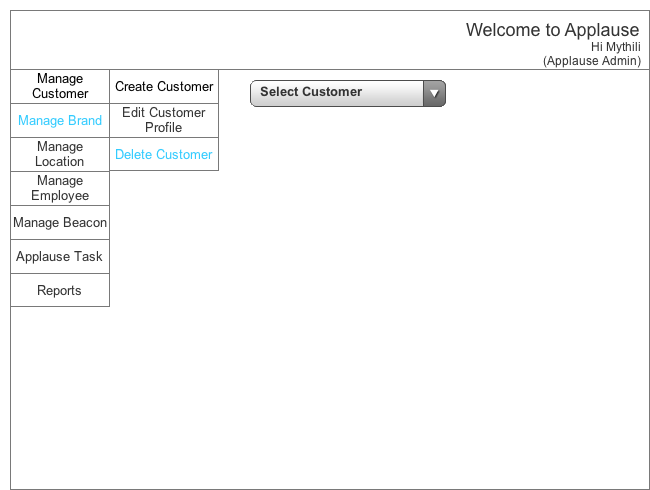 Welcome to Applause
Hi Mythili
(Applause Admin)
Manage
Customer
Manage Brand
Manage
Location
Manage
Employee
Manage Beacon
Applause Task
Reports
Create Customer
Edit Customer
Profile
Delete Customer
Select Customer